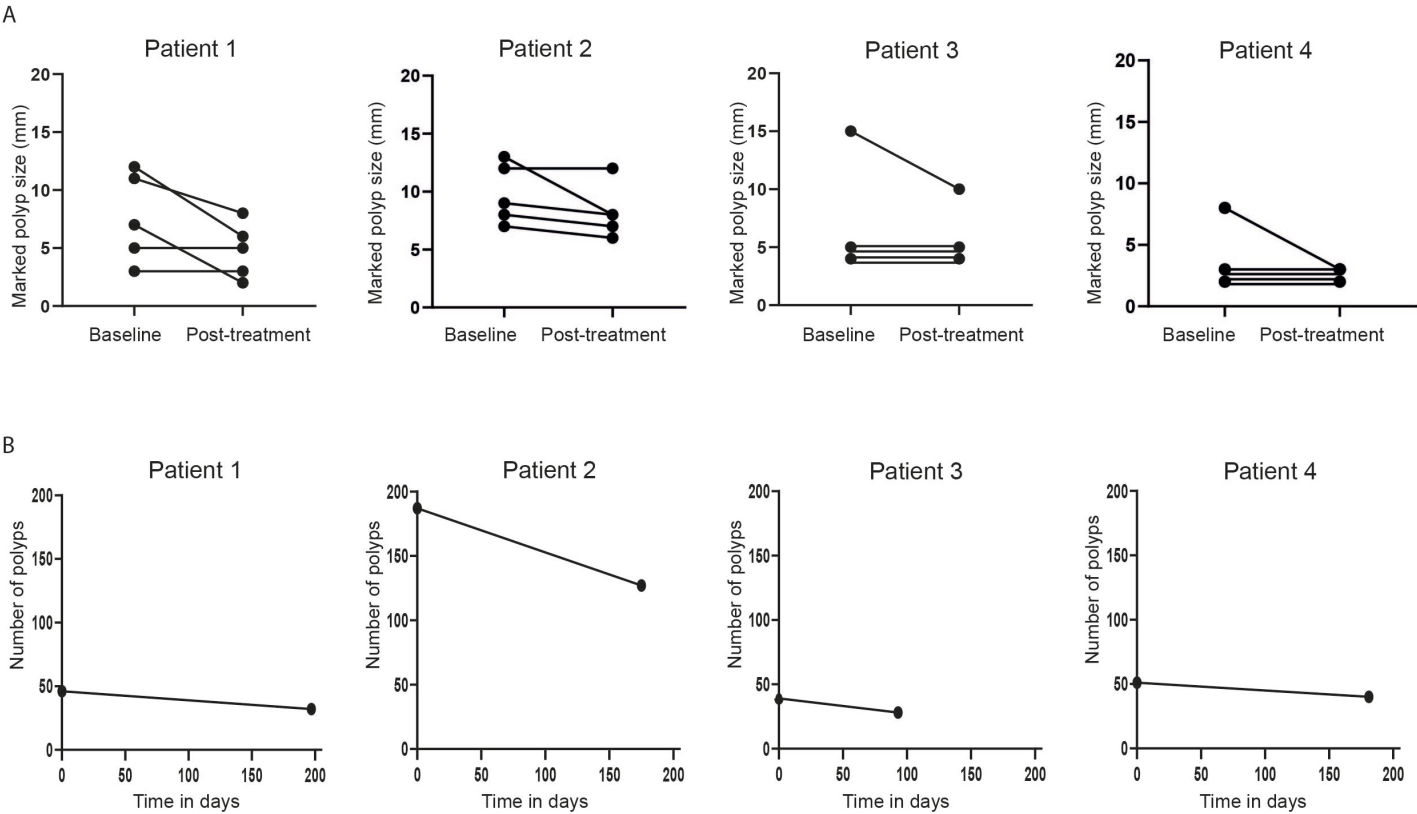 A
Patient 1
Patient 2
Patient 3
Patient 4
Marked polyp size (mm)
20
15
10
5
0
Baseline Post-treatment
Marked polyp size (mm)
20
15
10
5
0
Baseline Post-treatment
Marked polyp size (mm)
20
15
10
5
0
Baseline Post-treatment
Marked polyp size (mm)
20
15
10
5
0
Baseline Post-treatment
B
Patient 1
Patient 2
Patient 3
Patient 4
Number of polyps
200
150
100
50
0
0 50 100 150 200
Time in days
Number of polyps
200
150
100
50
0
0 50 100 150 200
Time in days
Number of polyps
200
150
100
50
0
0 50 100 150 200
Time in days
Number of polyps
200
150
100
50
0
0 50 100 150 200
Time in days